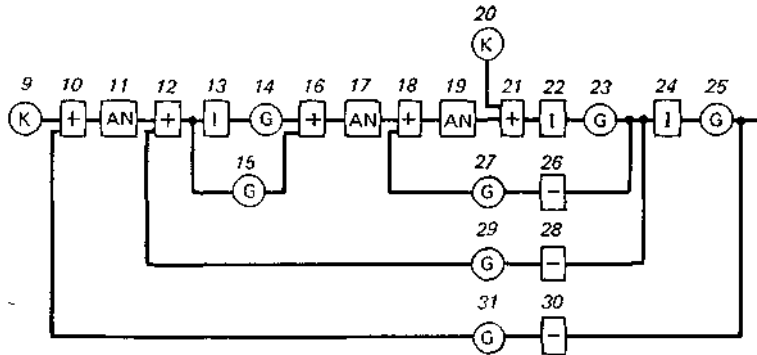 20
K
9 10 11 12 13 14 16 17 18 19 21 22 23 24 25
K + AN + I G + AN + AN + I G I G
15 27 26
G G −
29 28
G −
31 30
G −